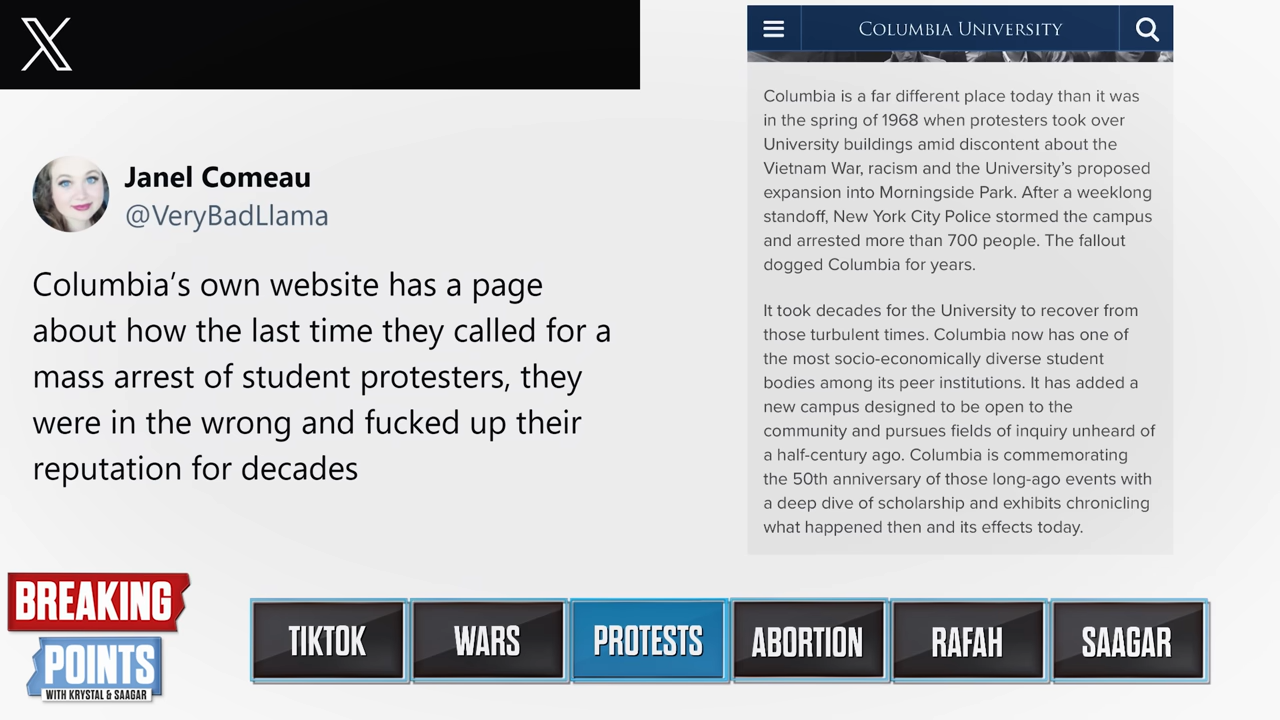 X
Janel Comeau
@VeryBadLlama
Columbia’s own website has a page
about how the last time they called for a
mass arrest of student protesters, they
were in the wrong and fucked up their
reputation for decades
COLUMBIA UNIVERSITY
Columbia is a far different place today than it was
in the spring of 1968 when protesters took over
University buildings amid discontent about the
Vietnam War, racism and the University’s proposed
expansion into Morningside Park. After a weeklong
standoff, New York City Police stormed the campus
and arrested more than 700 people. The fallout
dogged Columbia for years.
It took decades for the University to recover from
those turbulent times. Columbia now has one of
the most socio-economically diverse student
bodies among its peer institutions. It has added a
new campus designed to be open to the
community and pursues fields of inquiry unheard of
a half-century ago. Columbia is commemorating
the 50th anniversary of those long-ago events with
a deep dive of scholarship and exhibits chronicling
what happened then and its effects today.
BREAKING
POINTS
WITH KRYSTAL & SAAGAR
TIKTOK
WARS
PROTESTS
ABORTION
RAFAH
SAAGAR